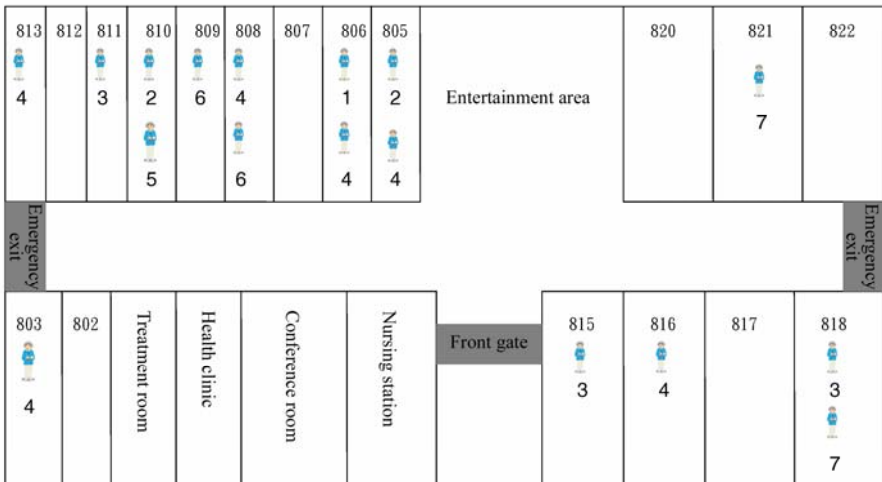 813 812 811 810 809 808 807 806 805 820 821 822
4 3 2 6 4 1 2
Entertainment area
7
5 6 4 4
Emergency exit
Emergency exit
803 802 815 816 817 818
Treatment room
Health clinic
Conference room
Nursing station
Front gate
4 3 4 3
7